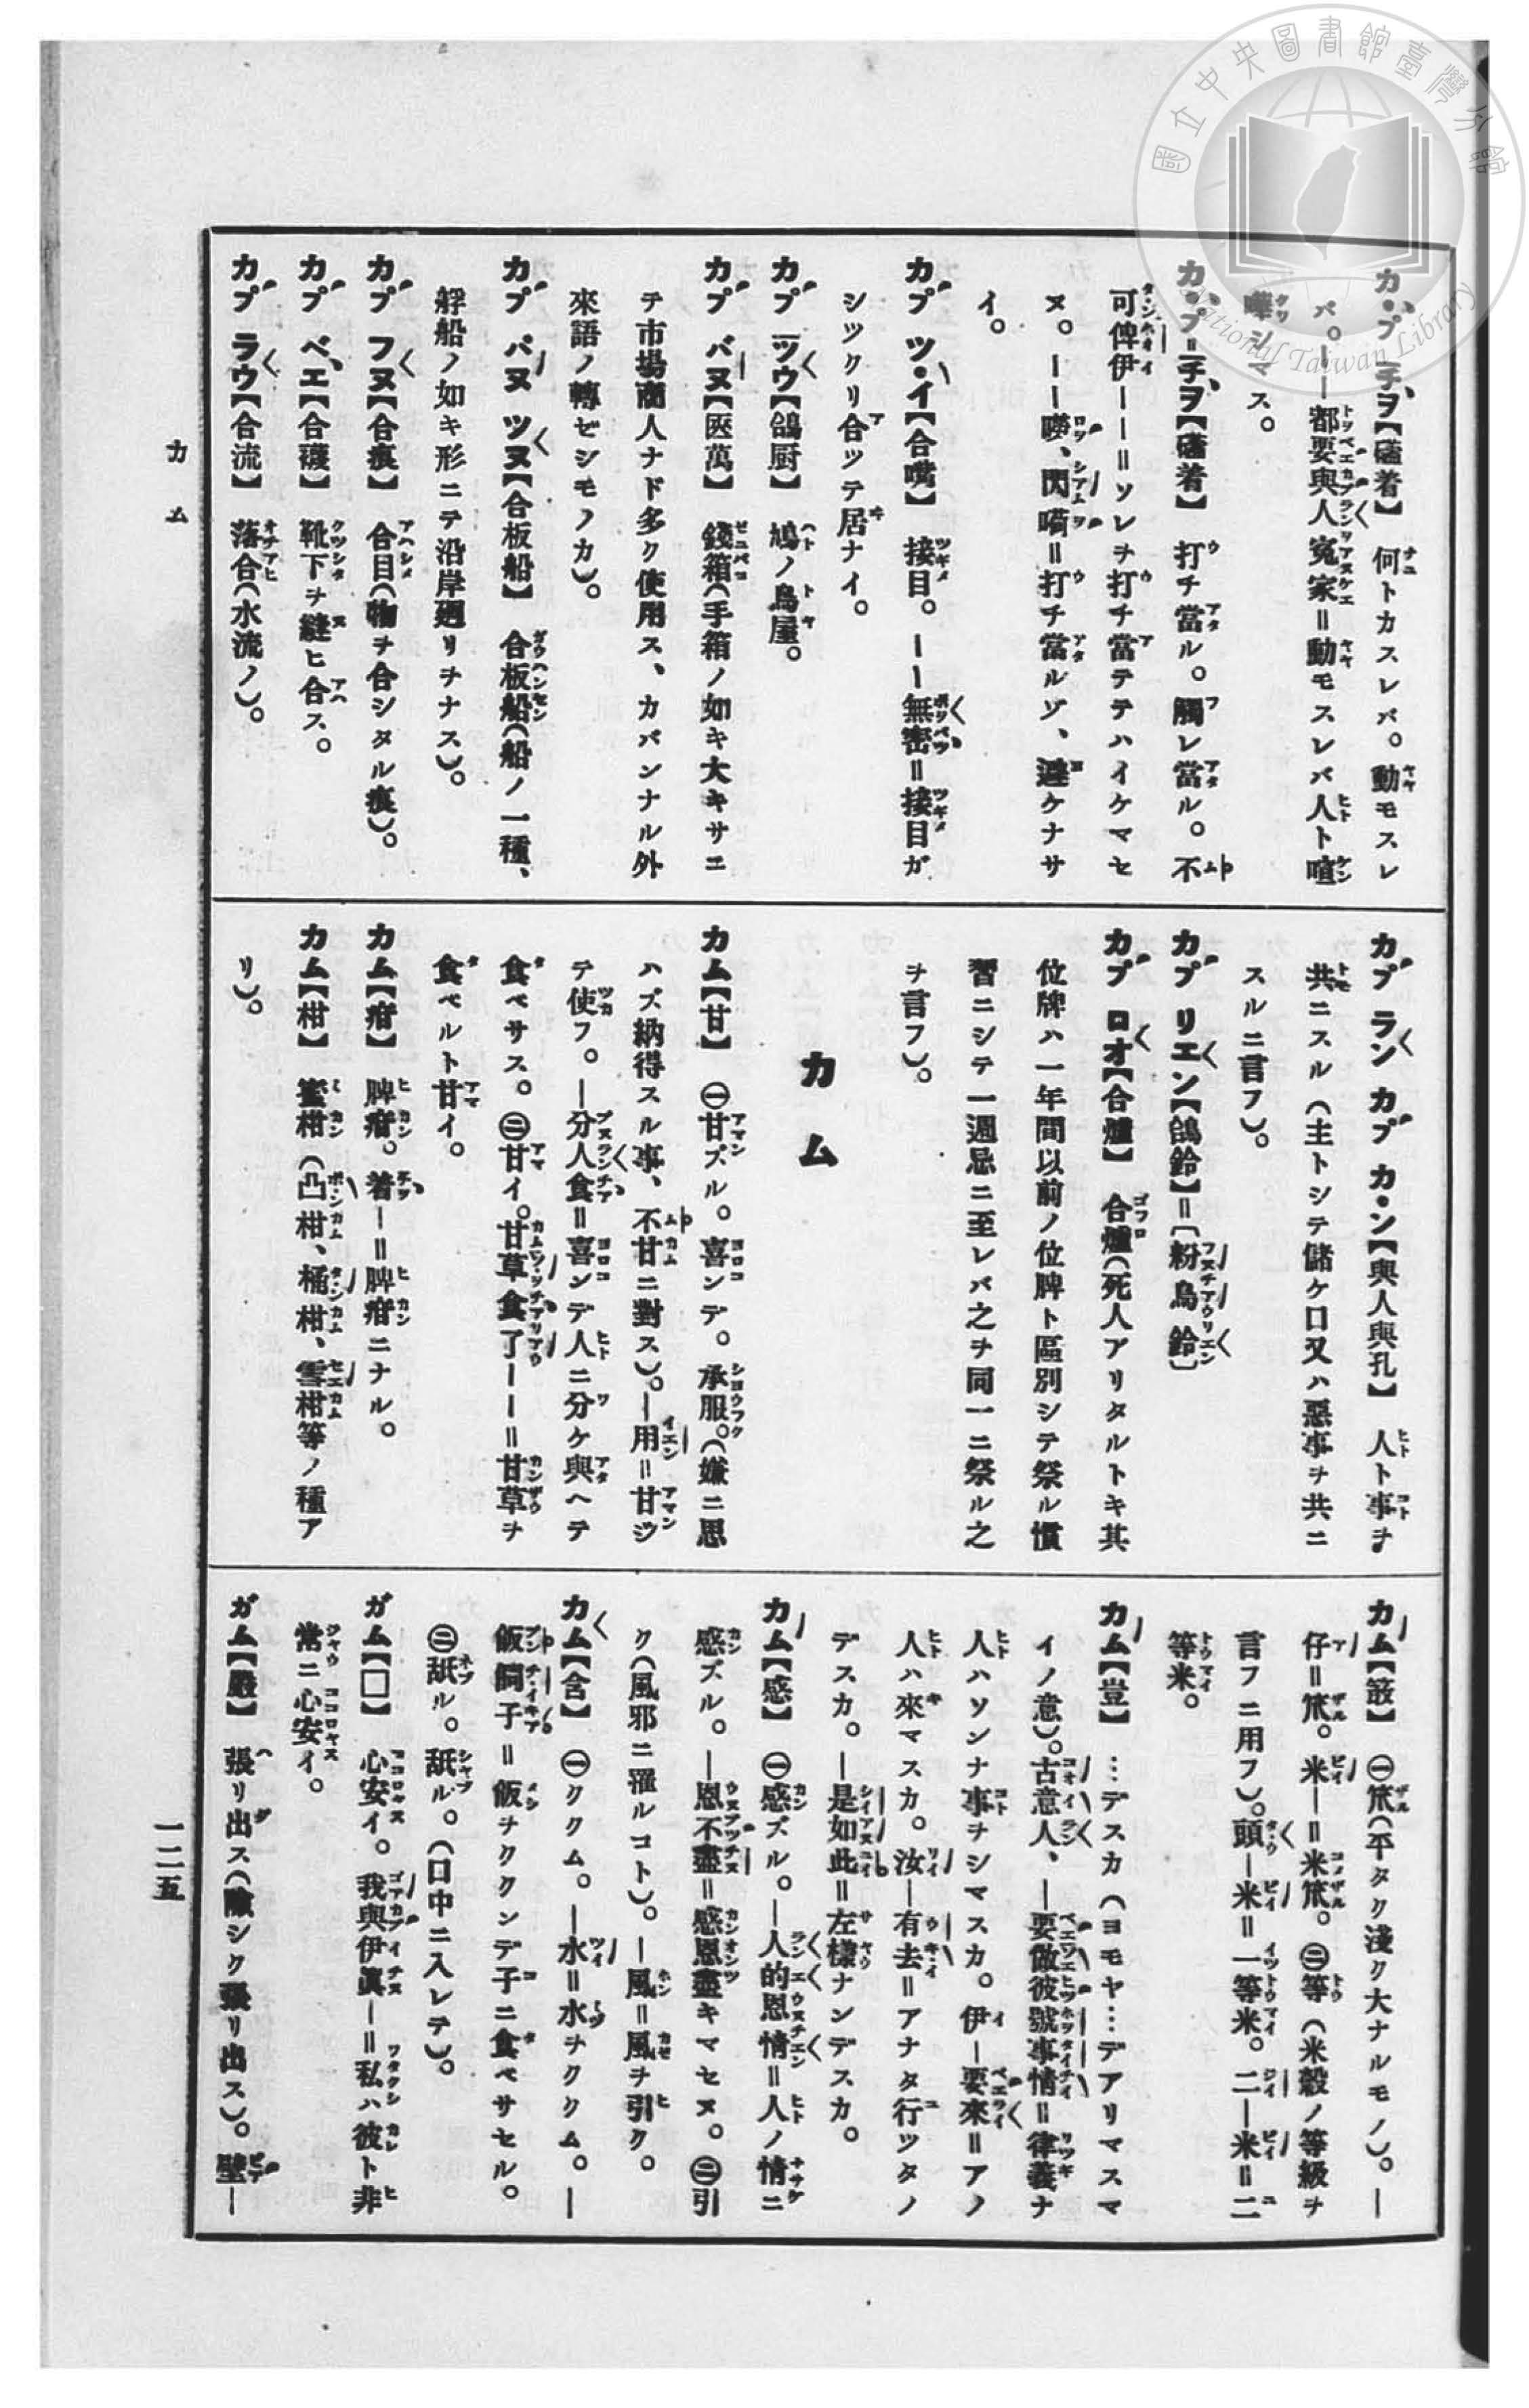 カプ 【磕着】 何トカスレバ。動モスレ
バ。——都要與人寃家＝動モスレバ人ト喧
嘩シマス。
カプ 【磕着】 打チ當ル。觸レ當ル。不
可俾伊——＝ソレヲ打チ當テテハイケマセ
ヌ。——嘮、閃＝打チ當ルゾ、避ケナサ
イ。
カプ ツイ【合嘴】 接目。——無密＝接目ガ
シツクリ合ツテ居ナイ。
カプ ツウ【鴿厨】 鳩ノ鳥屋。
カプ バヌ【匧萬】 錢箱(手箱ノ如キ大キサニ
テ市場商人ナド多ク使用ス、カバンナル外
來語ノ轉ゼシモノカ)。
カプ パヌ ツヌ【合板船】 合板船(船ノ一種、
艀船ノ如キ形ニテ沿岸廻リヲナス)。
カプ フヌ【合痕】 合目(物ヲ合シタル痕)。
カプ ベエ【合襪】 靴下ヲ縫ヒ合ス。
カプ ラウ【合流】 落合(水流ノ)。
カプ ラン カプ カン【與人與孔】 人ト事ヲ
共ニスル(主トシテ儲ケ口又ハ惡事ヲ共ニ
スルニ言フ)。
カプ リエン【鴿鈴】＝〔粉鳥鈴〕
カプ ロオ【合爐】 合爐(死人アリタルトキ其
位牌ハ一年間以前ノ位牌ト區別シテ祭ル慣
習ニシテ一週忌ニ至レバ之ヲ同一ニ祭ル之
ヲ言フ)。
カム
カム【甘】 ㊀甘ズル。喜ンデ。承服。(嫌ニ思
ハズ納得スル事、不甘ニ對ス)。—用＝甘ジ
テ使フ。—分人食＝喜ンデ人ニ分ケ與ヘテ
食ベサス。㊁甘イ。甘草食了——＝甘草ヲ
食ベルト甘イ。
カム【疳】 脾疳。着—＝脾疳ニナル。
カム【柑】 蜜柑(凸柑、桶柑、雪柑等ノ種ア
リ)。
カム【笅】 ㊀笊(平タク淺ク大ナルモノ)。—
仔＝笊。米—＝米笊。㊁等(米穀ノ等級ヲ
言フニ用フ)。頭—米＝一等米。二—米＝二
等米。
カム【豈】 …デスカ(ヨモヤ…デアリマスマ
イノ意)。古意人、—要做彼號事情＝律義ナ
人ハソンナ事ヲシマスカ。伊—要來＝アノ
人ハ來マスカ。汝—有去＝アナタ行ツタノ
デスカ。—是如此＝左樣ナンデスカ。
カム【感】 ㊀感ズル。—人的恩情＝人ノ情ニ
感ズル。—恩不盡＝感恩盡キマセヌ。㊁引
ク(風邪ニ罹ルコト)。—風＝風ヲ引ク。
カム【含】 ㊀ククム。—水＝水ヲククム。—
飯飼子＝飯ヲククンデ子ニ食ベサセル。
㊁舐ル。舐ル。(口中ニ入レテ)。
ガム【□】 心安イ。我與伊眞—＝私ハ彼ト非
常ニ心安イ。
ガム【嚴】 張リ出ス(險シク張リ出ス)。壁—
カム
一二五
國立中央圖書館臺灣分館
National Taiwan Library